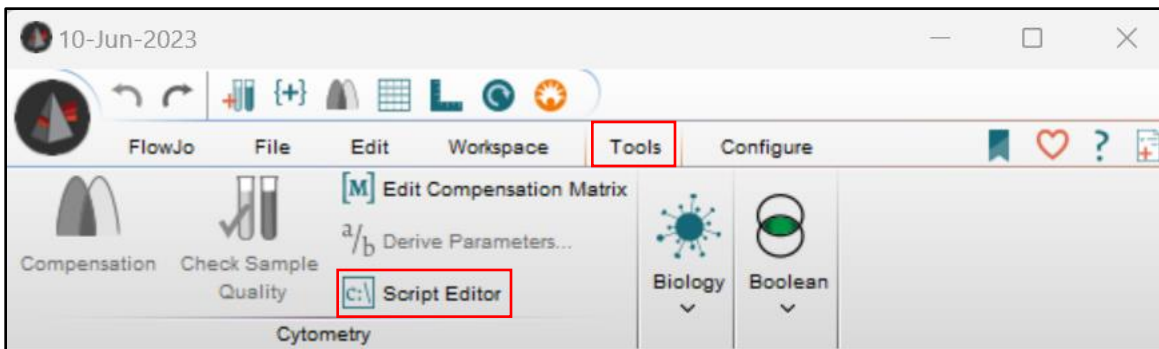 10-Jun-2023
FlowJo File Edit Workspace Tools Configure
[M] Edit Compensation Matrix
a/b Derive Parameters...
Compensation
Check Sample
Quality
c:\ Script Editor
Biology
Boolean
Cytometry